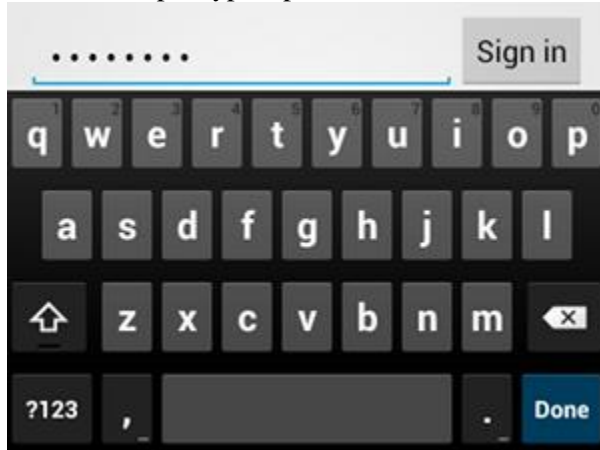 ........ Sign in
1 2 3 4 5 6 7 8 9 0
q w e r t y u i o p
a s d f g h j k l
z x c v b n m
?123 , . Done